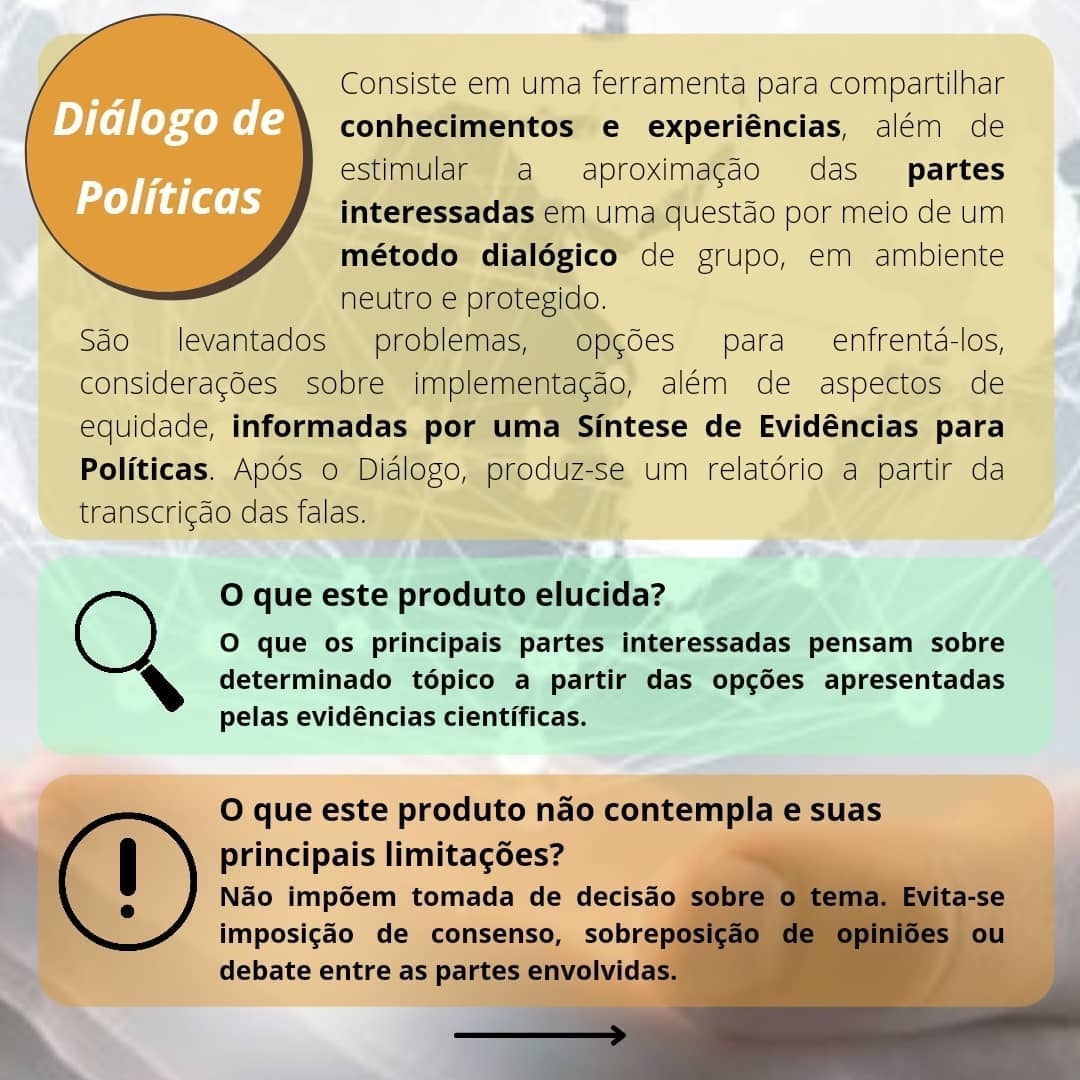 Diálogo de
Políticas
Consiste em uma ferramenta para compartilhar
conhecimentos e experiências, além de
estimular a aproximação das partes
interessadas em uma questão por meio de um
método dialógico de grupo, em ambiente
neutro e protegido.
São levantados problemas, opções para enfrentá-los,
considerações sobre implementação, além de aspectos de
equidade, informadas por uma Síntese de Evidências para
Políticas. Após o Diálogo, produz-se um relatório a partir da
transcrição das falas.
O que este produto elucida?
O que os principais partes interessadas pensam sobre
determinado tópico a partir das opções apresentadas
pelas evidências científicas.
O que este produto não contempla e suas
principais limitações?
Não impõem tomada de decisão sobre o tema. Evita-se
imposição de consenso, sobreposição de opiniões ou
debate entre as partes envolvidas.